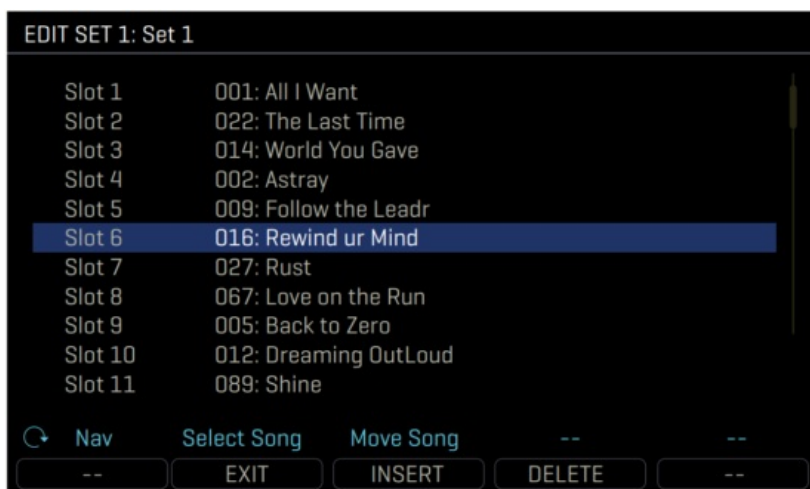 EDIT SET 1: Set 1
Slot 1 001: All I Want
Slot 2 022: The Last Time
Slot 3 014: World You Gave
Slot 4 002: Astray
Slot 5 009: Follow the Leadr
Slot 6 016: Rewind ur Mind
Slot 7 027: Rust
Slot 8 067: Love on the Run
Slot 9 005: Back to Zero
Slot 10 012: Dreaming OutLoud
Slot 11 089: Shine
Nav Select Song Move Song -- --
-- EXIT INSERT DELETE --